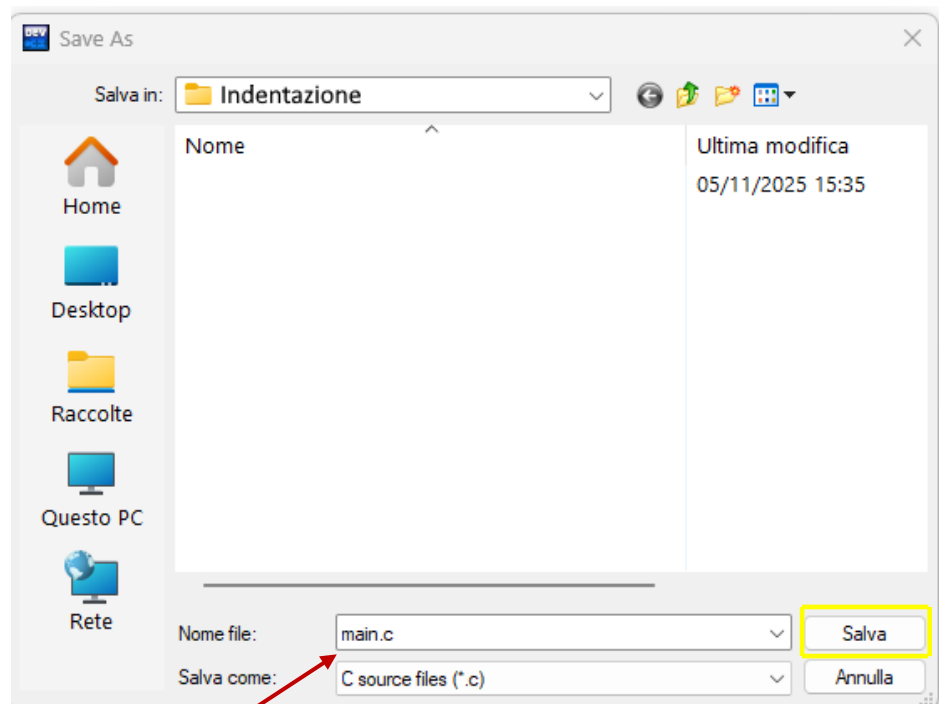 DEV
Save As
Salva in:
Indentazione
Nome
Ultima modifica
05/11/2025 15:35
Home
Desktop
Raccolte
Questo PC
Rete
Nome file:
main.c
Salva
Salva come:
C source files (*.c)
Annulla